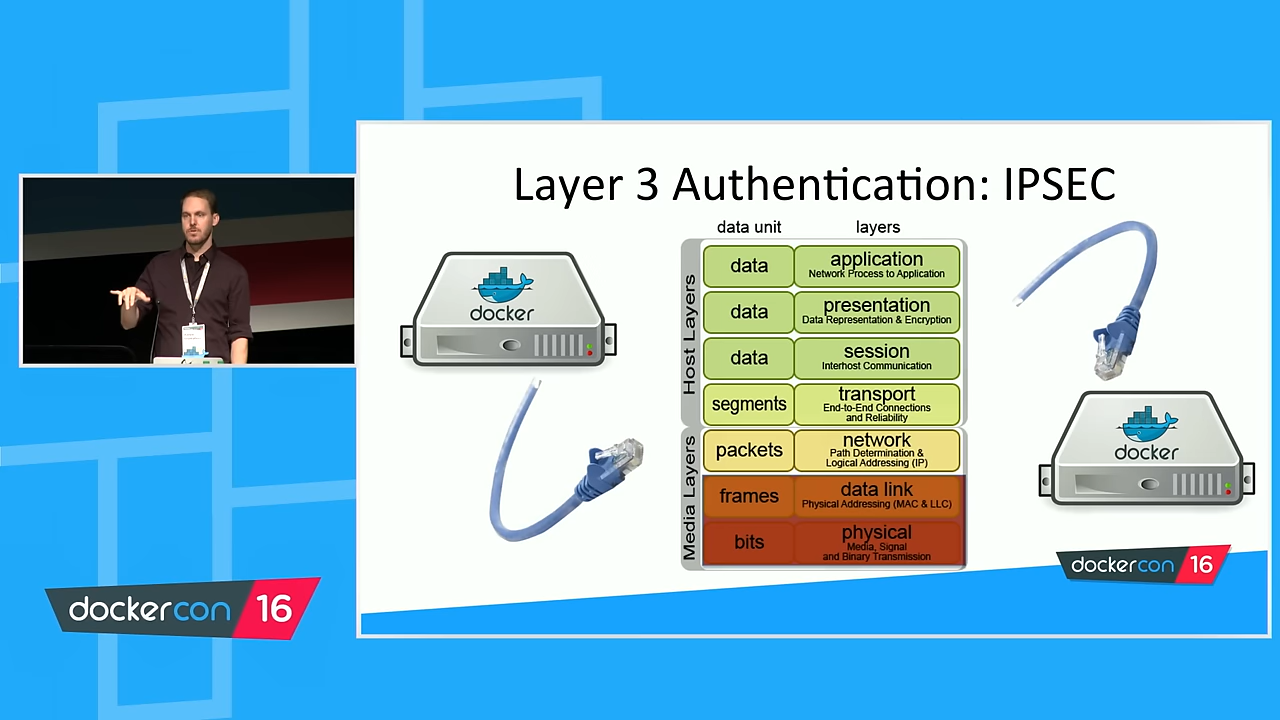 Layer 3 Authentication: IPSEC
data unit layers
Host Layers
data application
Network Process to Application
data presentation
Data Representation & Encryption
data session
Interhost Communication
segments transport
End-to-End Connections
and Reliability
Media Layers
packets network
Path Determination &
Logical Addressing (IP)
frames data link
Physical Addressing (MAC & LLC)
bits physical
Media, Signal
and Binary Transmission
docker
docker
dockercon 16
dockercon 16